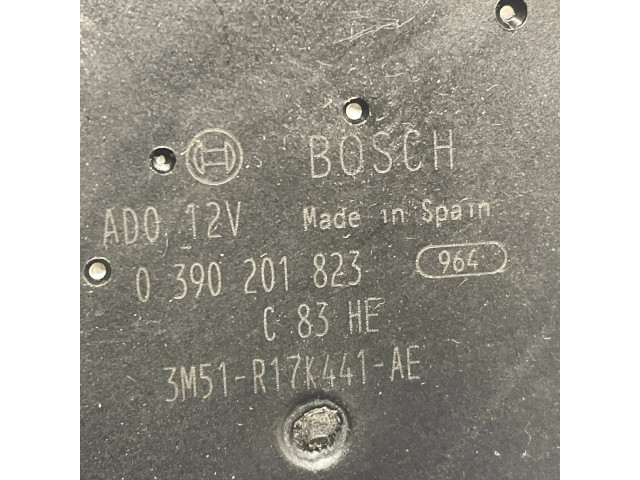 BOSCH
ADO, 12V Made in Spain
0 390 201 823 964
C 83 HE
3M51-R17K441-AE